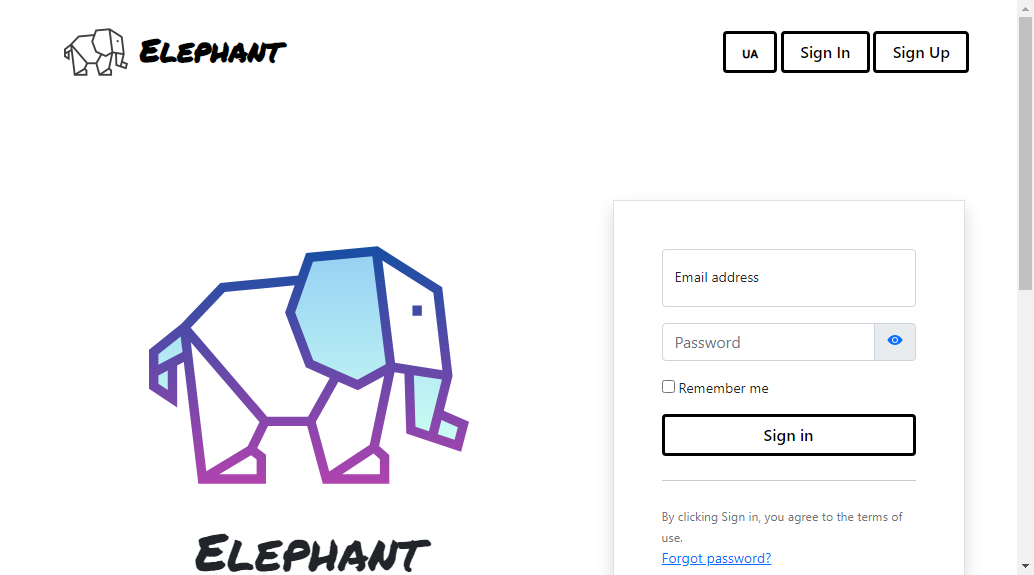 Elephant
UA
Sign In
Sign Up
Email address
Password
Remember me
Sign in
By clicking Sign in, you agree to the terms of
use.
Forgot password?
Elephant